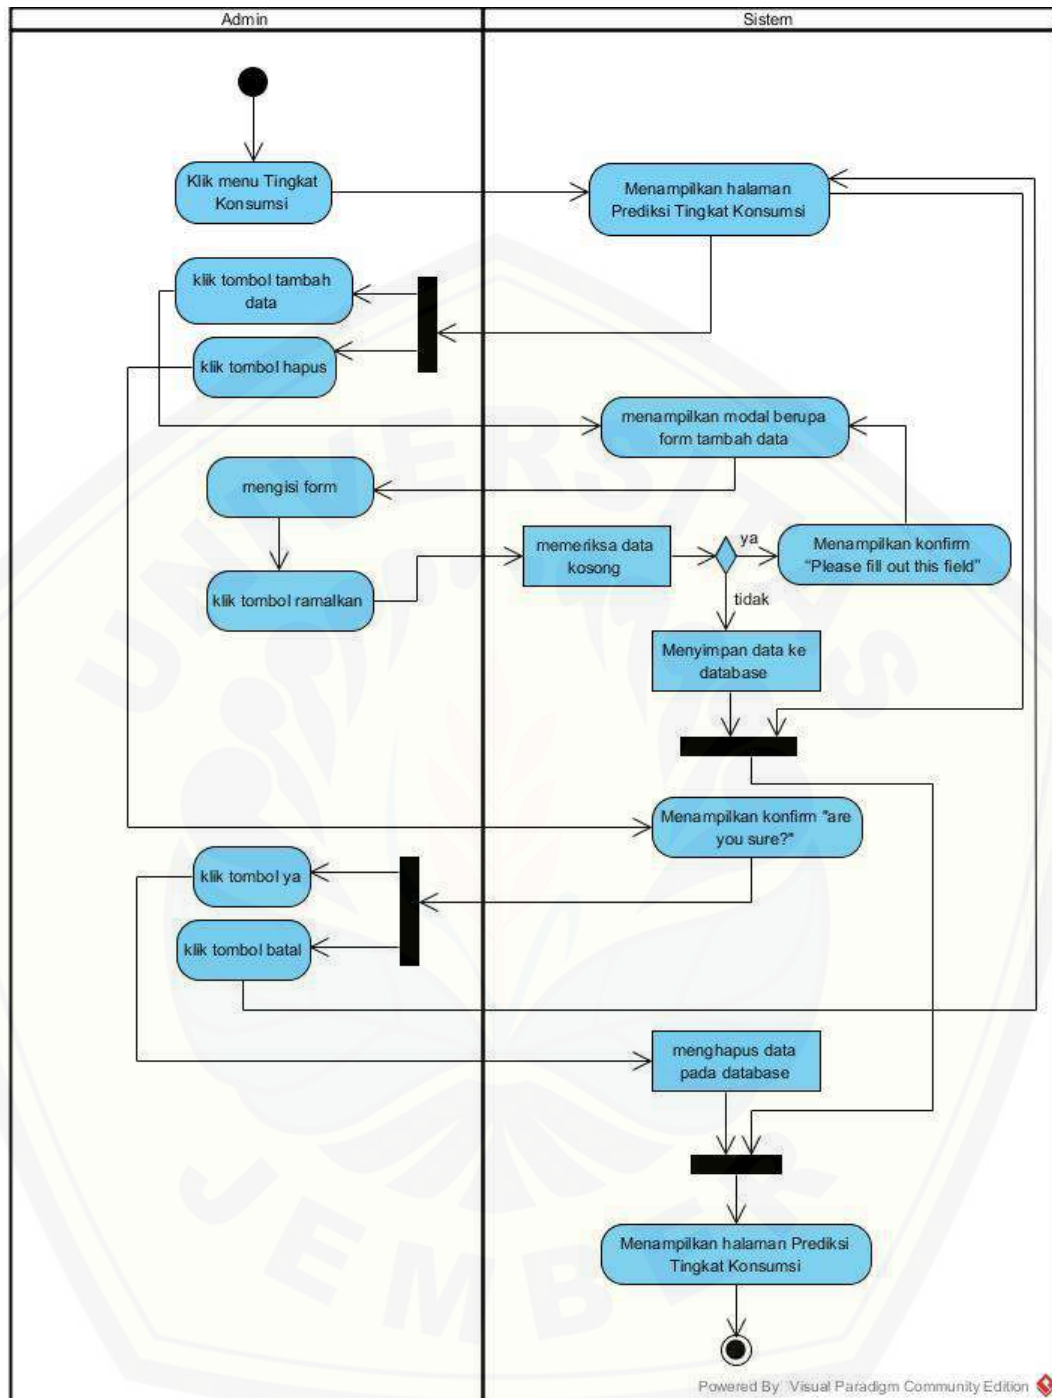 Admin
Sistem
Klik menu Tingkat
Konsumsi
Menampilkan halaman
Prediksi Tingkat Konsumsi
klik tombol tambah
data
klik tombol hapus
menampilkan modal berupa
form tambah data
mengisi form
memeriksa data
kosong
ya
Menampilkan konfirm
“Please fill out this field”
klik tombol ramalkan
tidak
Menyimpan data ke
database
Menampilkan konfirm "are
you sure?"
klik tombol ya
klik tombol batal
menghapus data
pada database
Menampilkan halaman Prediksi
Tingkat Konsumsi
UNIVERSITAS
JEMBER
Powered By Visual Paradigm Community Edition